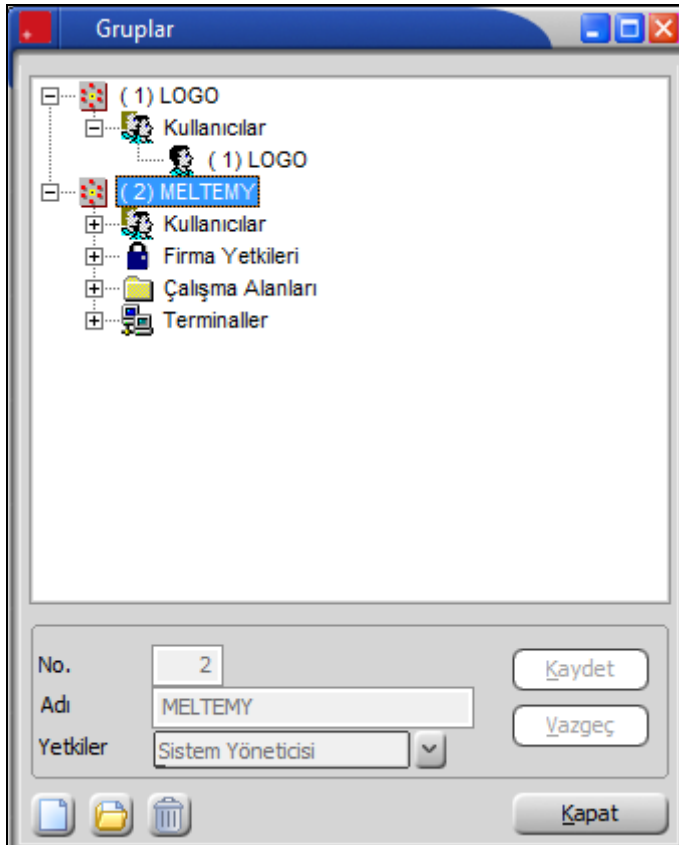 Gruplar
( 1) LOGO
Kullanıcılar
( 1) LOGO
( 2) MELTEMY
Kullanıcılar
Firma Yetkileri
Çalışma Alanları
Terminaller
No. 2 Kaydet
Adı MELTEMY
Vazgeç
Yetkiler Sistem Yöneticisi
Kapat